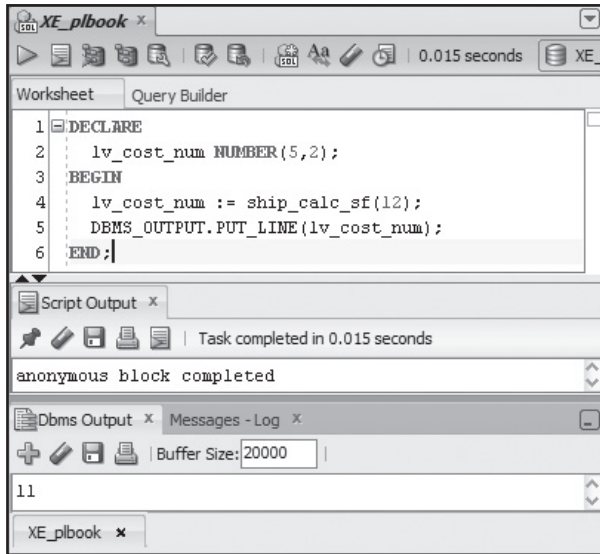 XE_plbook
0.015 seconds
XE_
Worksheet Query Builder
1 DECLARE
2 lv_cost_num NUMBER(5,2);
3 BEGIN
4 lv_cost_num := ship_calc_sf(12);
5 DBMS_OUTPUT.PUT_LINE(lv_cost_num);
6 END;
Script Output
Task completed in 0.015 seconds
anonymous block completed
Dbms Output Messages - Log
Buffer Size: 20000
11
XE_plbook